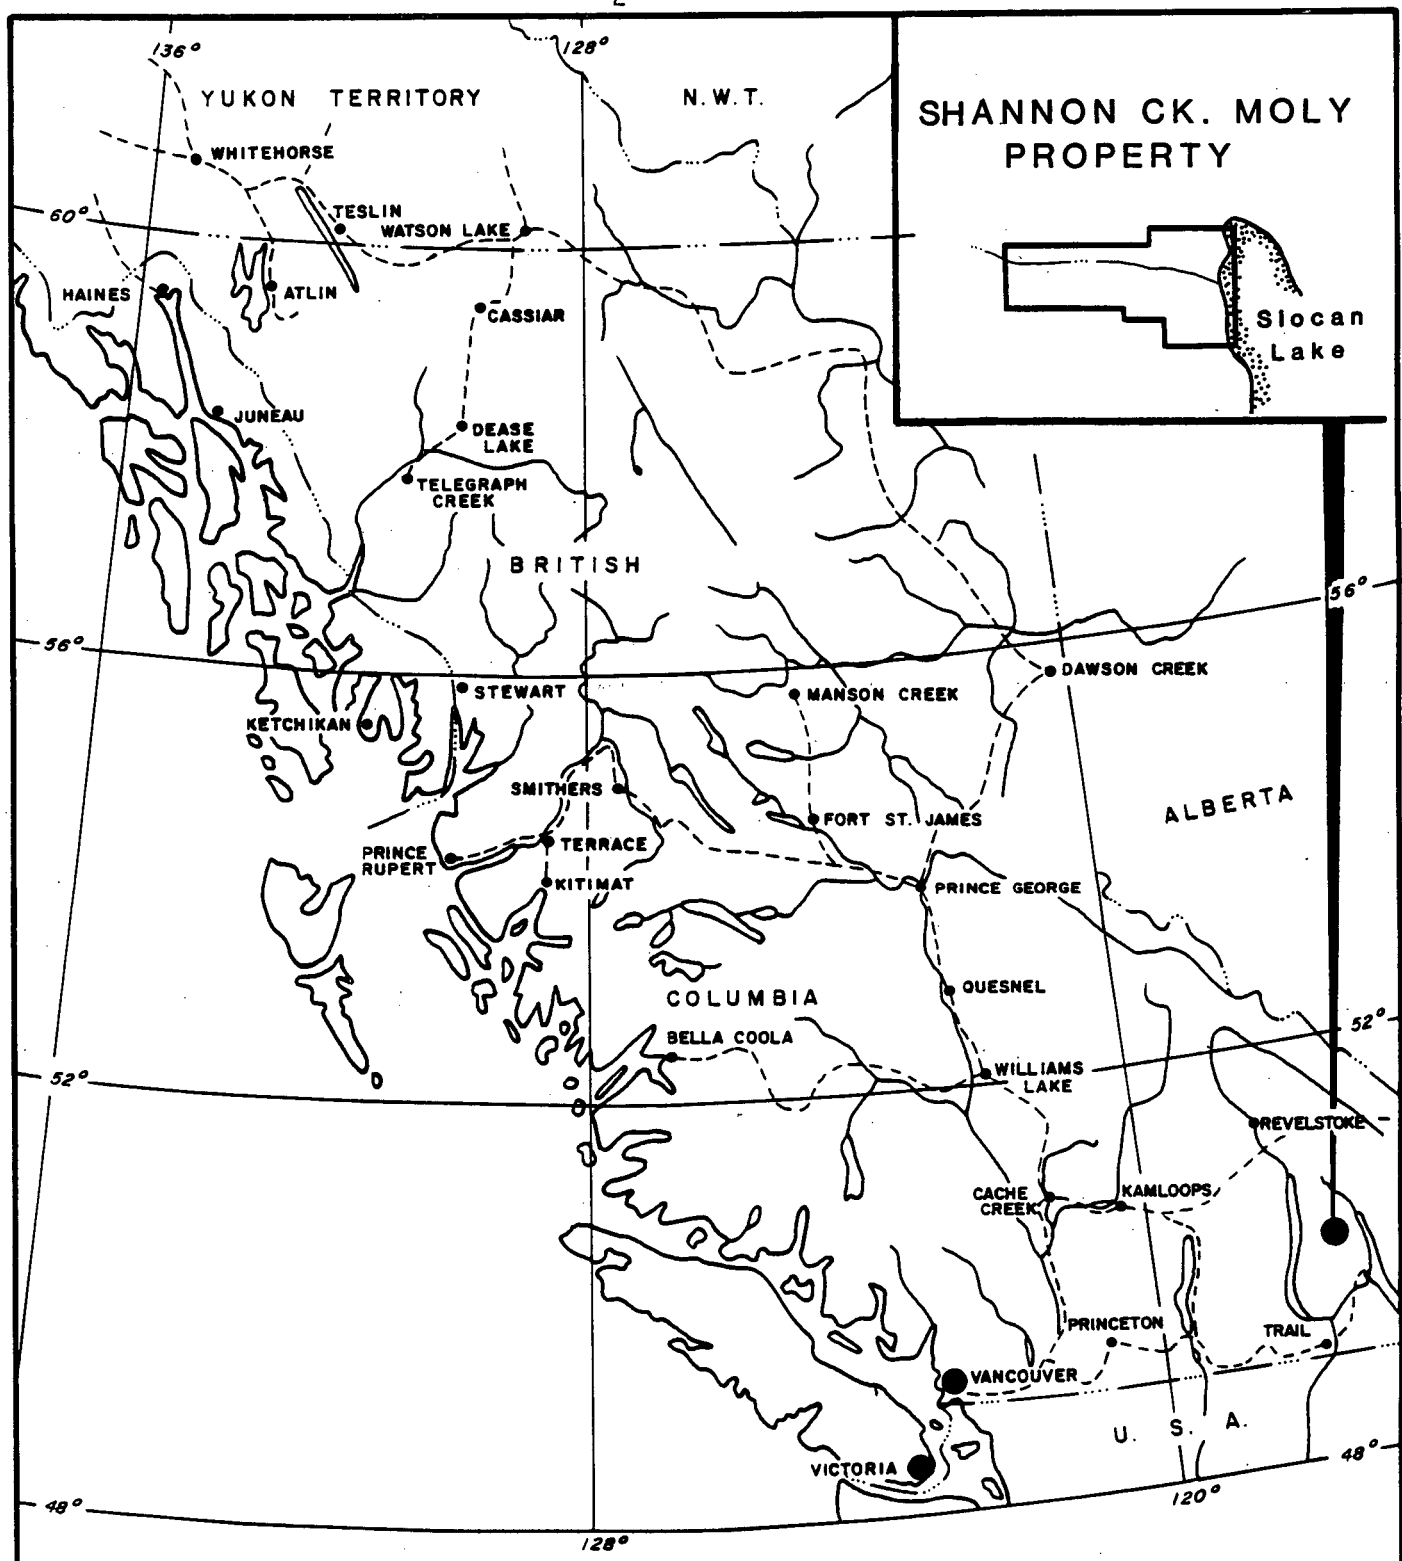 2
136°
128°
YUKON TERRITORY
N.W.T.
SHANNON CK. MOLY
PROPERTY
WHITEHORSE
60°
TESLIN
WATSON LAKE
HAINES
ATLIN
CASSIAR
Slocan
Lake
JUNEAU
DEASE
LAKE
TELEGRAPH
CREEK
BRITISH
56°
56°
STEWART
MANSON CREEK
DAWSON CREEK
KETCHIKAN
SMITHERS
FORT ST. JAMES
ALBERTA
PRINCE
RUPERT
TERRACE
KITIMAT
PRINCE GEORGE
QUESNEL
COLUMBIA
BELLA COOLA
52°
52°
WILLIAMS
LAKE
REVELSTOKE
CACHE
CREEK
KAMLOOPS
PRINCETON
TRAIL
VANCOUVER
U. S. A.
VICTORIA
48°
48°
120°
128°